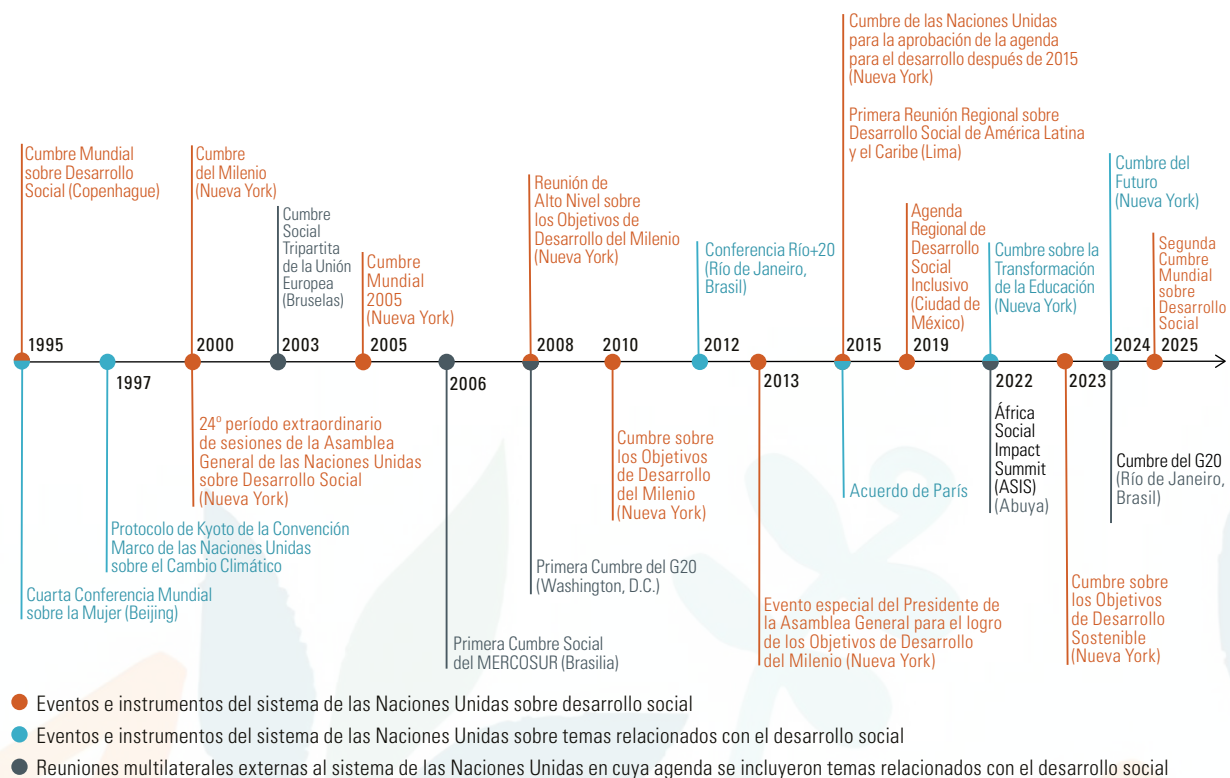 Cumbre de las Naciones Unidas
para la aprobación de la agenda
para el desarrollo después de 2015
(Nueva York)
Primera Reunión Regional sobre
Desarrollo Social de América Latina
y el Caribe (Lima)
Cumbre Mundial
sobre Desarrollo
Social (Copenhague)
Cumbre
del Milenio
(Nueva York)
Cumbre
Social
Tripartita
de la Unión
Europea
(Bruselas)
Cumbre
Mundial
2005
(Nueva York)
Reunión de
Alto Nivel sobre
los Objetivos de
Desarrollo del Milenio
(Nueva York)
Conferencia Río+20
(Río de Janeiro,
Brasil)
Agenda
Regional de
Desarrollo
Social
Inclusivo
(Ciudad de
México)
Cumbre sobre la
Transformación
de la Educación
(Nueva York)
Cumbre del
Futuro
(Nueva York)
Segunda
Cumbre
Mundial
sobre
Desarrollo
Social
1995
1997
2000
2003
2005
2006
2008
2010
2012
2013
2015
2019
2022
2023
2024
2025
Cuarta Conferencia Mundial
sobre la Mujer (Beijing)
Protocolo de Kyoto de la Convención
Marco de las Naciones Unidas
sobre el Cambio Climático
24º período extraordinario
de sesiones de la Asamblea
General de las Naciones Unidas
sobre Desarrollo Social
(Nueva York)
Primera Cumbre Social
del MERCOSUR (Brasilia)
Primera Cumbre del G20
(Washington, D.C.)
Cumbre sobre
los Objetivos
de Desarrollo
del Milenio
(Nueva York)
Evento especial del Presidente de
la Asamblea General para el logro
de los Objetivos de Desarrollo
del Milenio (Nueva York)
Acuerdo de París
África
Social
Impact
Summit
(ASIS)
(Abuya)
Cumbre sobre
los Objetivos
de Desarrollo
Sostenible
(Nueva York)
Cumbre del G20
(Río de Janeiro,
Brasil)
Eventos e instrumentos del sistema de las Naciones Unidas sobre desarrollo social
Eventos e instrumentos del sistema de las Naciones Unidas sobre temas relacionados con el desarrollo social
Reuniones multilaterales externas al sistema de las Naciones Unidas en cuya agenda se incluyeron temas relacionados con el desarrollo social